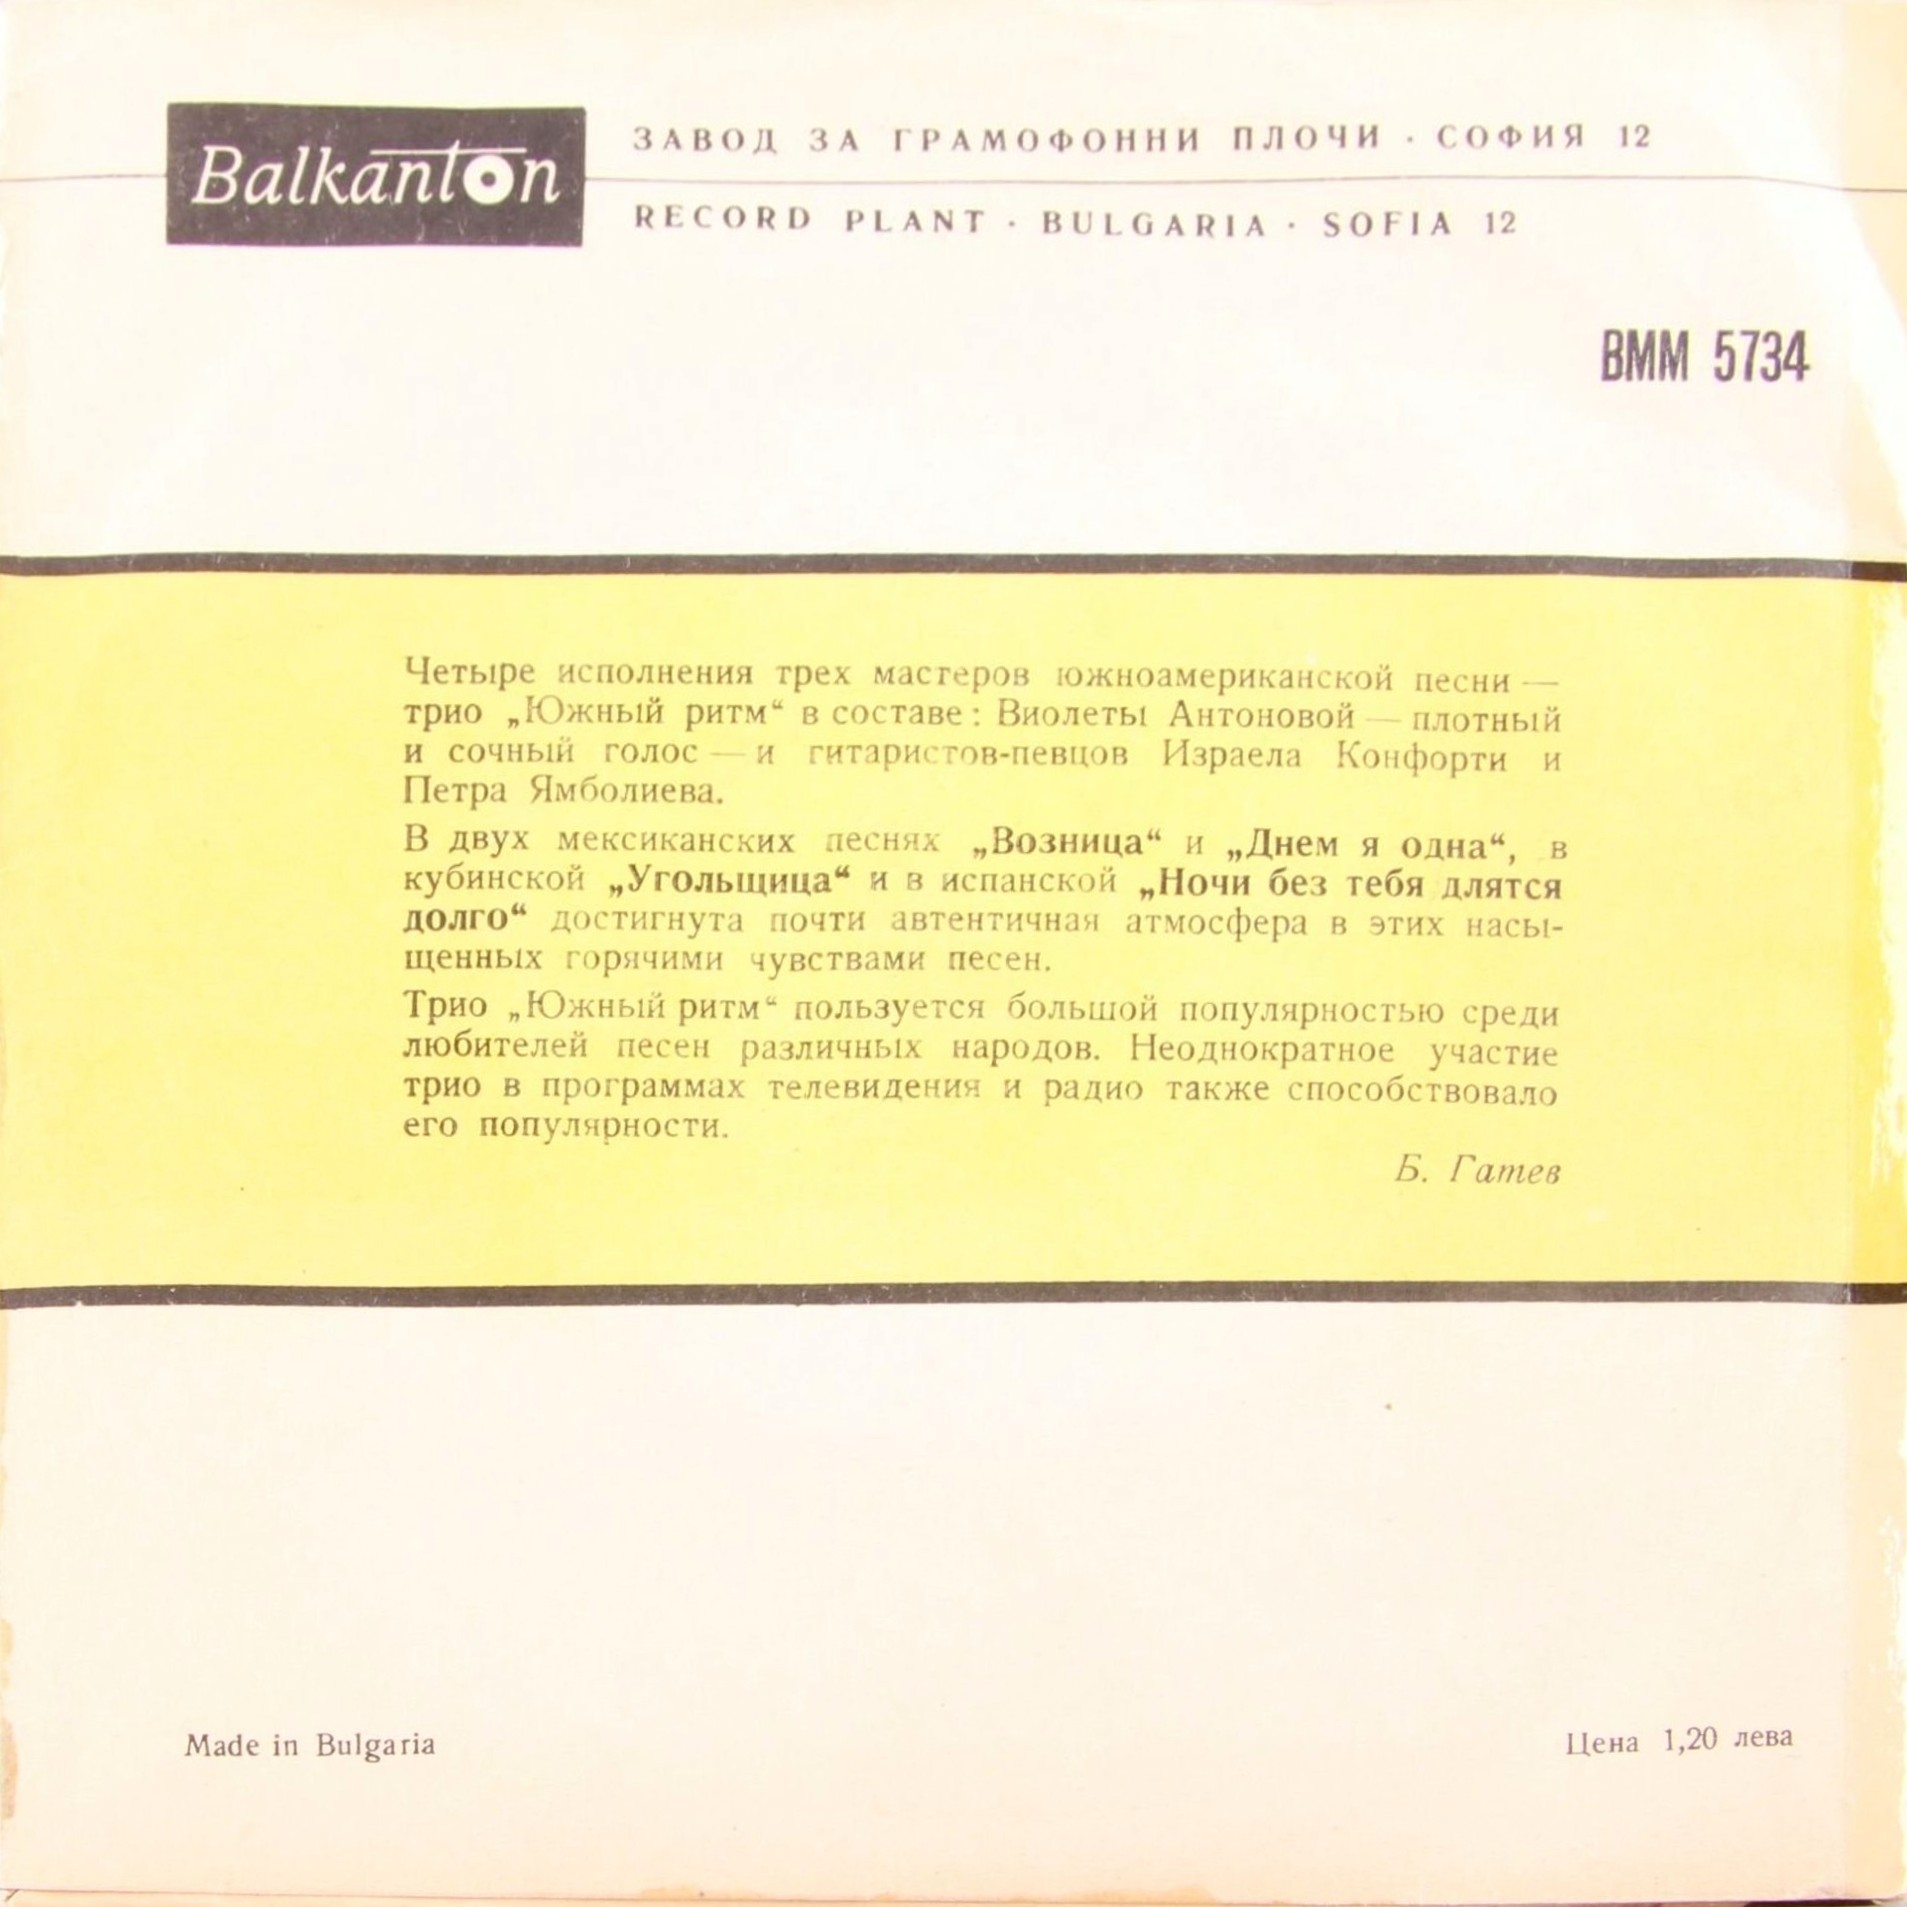 Balkanton
ЗАВОД ЗА ГРАМОФОННИ ПЛОЧИ · СОФИЯ 12
RECORD PLANT · BULGARIA · SOFIA 12
ВММ 5734
Четыре исполнения трех мастеров южноамериканской песни —
трио „Южный ритм“ в составе: Виолеты Антоновой — плотный
и сочный голос — и гитаристов-певцов Израела Конфорти и
Петра Ямболиева.
В двух мексиканских песнях „Возница“ и „Днем я одна“, в
кубинской „Угольщица“ и в испанской „Ночи без тебя длятся
долго“ достигнута почти автентичная атмосфера в этих насы-
щенных горячими чувствами песен.
Трио „Южный ритм“ пользуется большой популярностью среди
любителей песен различных народов. Неоднократное участие
трио в программах телевидения и радио также способствовало
его популярности.
Б. Гатев
Made in Bulgaria
Цена 1,20 лева